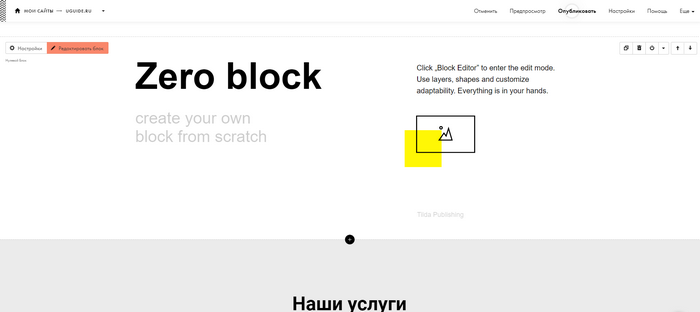 МОИ САЙТЫ — UGUIDE.RU
Отменить Предпросмотр Опубликовать Настройки Помощь Еще
Настройки Редактировать блок
Нулевой блок
Zero block
create your own
block from scratch
Click „Block Editor" to enter the edit mode.
Use layers, shapes and customize
adaptability. Everything is in your hands.
Tilda Publishing
Наши услуги